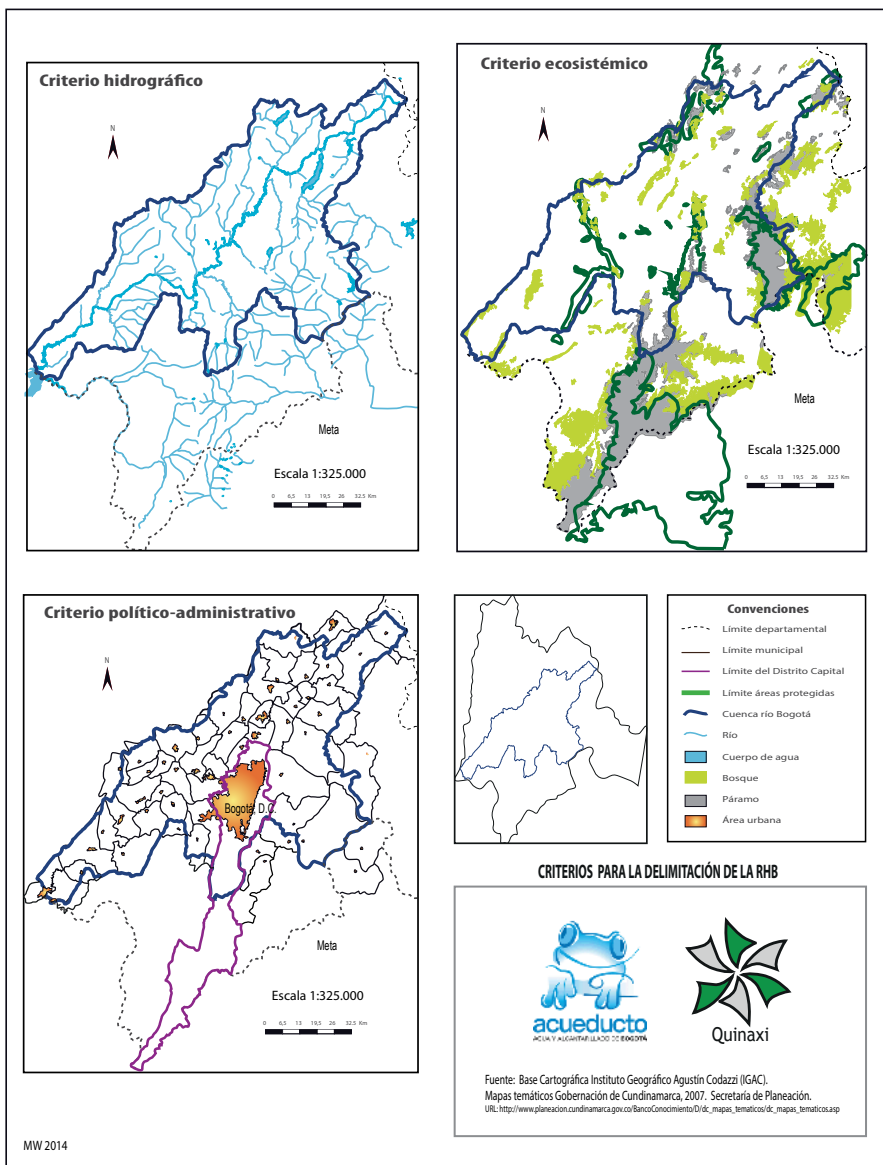 Criterio hidrográfico
N
Meta
Escala 1:325.000
0 6,5 13 19,5 26 32.5 Km
Criterio ecosistémico
N
Meta
Escala 1:325.000
0 6,5 13 19,5 26 32.5 Km
Criterio político-administrativo
N
Bogotá, D.C.
Meta
Escala 1:325.000
0 6,5 13 19,5 26 32.5 Km
Convenciones
Límite departamental
Límite municipal
Límite del Distrito Capital
Límite áreas protegidas
Cuenca río Bogotá
Río
Cuerpo de agua
Bosque
Páramo
Área urbana
CRITERIOS PARA LA DELIMITACIÓN DE LA RHB
acueducto
AGUA Y ALCANTARILLADO DE BOGOTÁ
Quinaxi
Fuente: Base Cartográfica Instituto Geográfico Agustín Codazzi (IGAC).
Mapas temáticos Gobernación de Cundinamarca, 2007. Secretaría de Planeación.
URL: http://www.planeacion.cundinamarca.gov.co/BancoConocimiento/D/dc_mapas_tematicos/dc_mapas_tematicos.asp
MW 2014